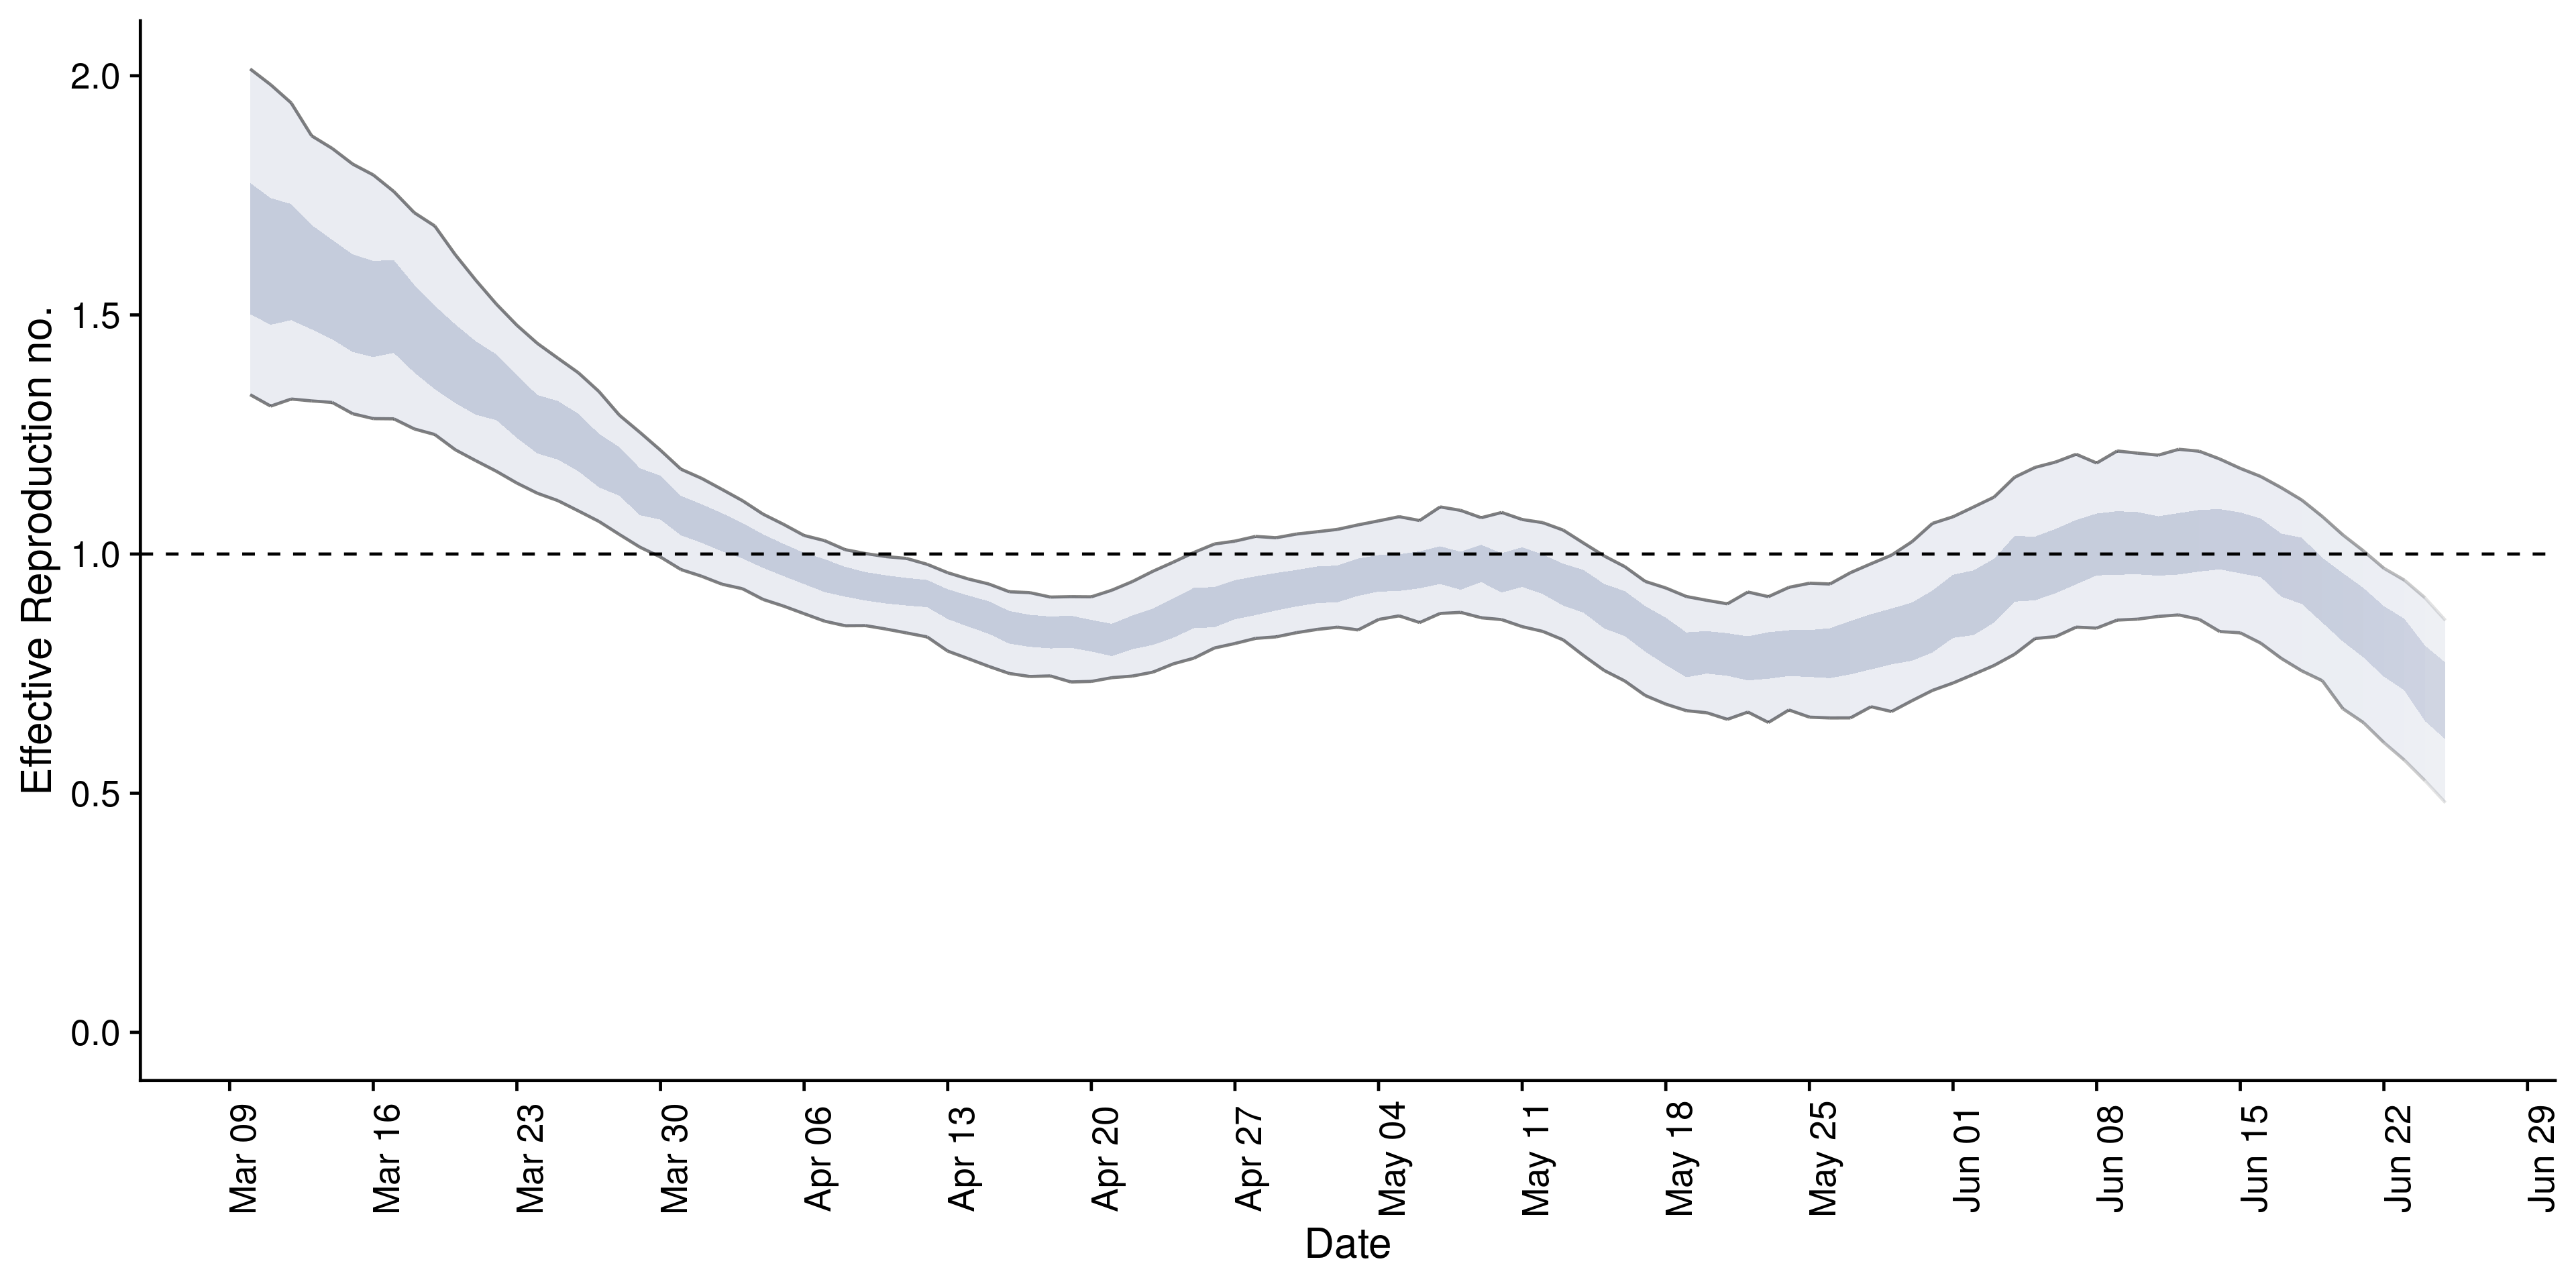 Effective Reproduction no.
2.0
1.5
1.0
0.5
0.0
Mar 09
Mar 16
Mar 23
Mar 30
Apr 06
Apr 13
Apr 20
Apr 27
May 04
May 11
May 18
May 25
Jun 01
Jun 08
Jun 15
Jun 22
Jun 29
Date